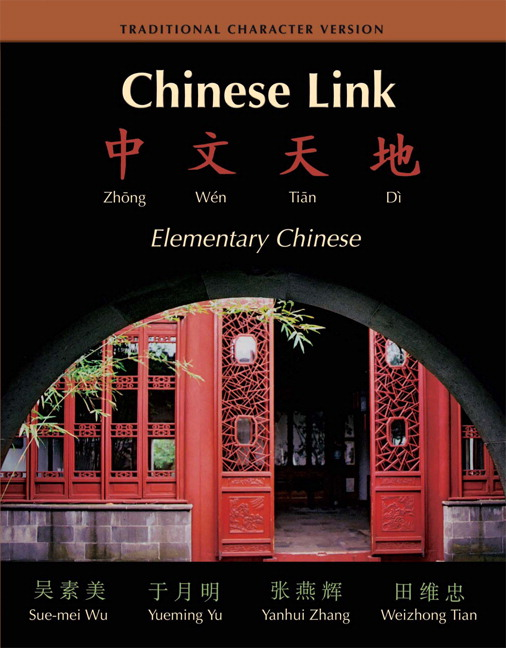 TRADITIONAL CHARACTER VERSION
Chinese Link
中文天地
Zhōng Wén Tiān Dì
Elementary Chinese
吴素美 于月明 张燕辉 田维忠
Sue-mei Wu Yueming Yu Yanhui Zhang Weizhong Tian